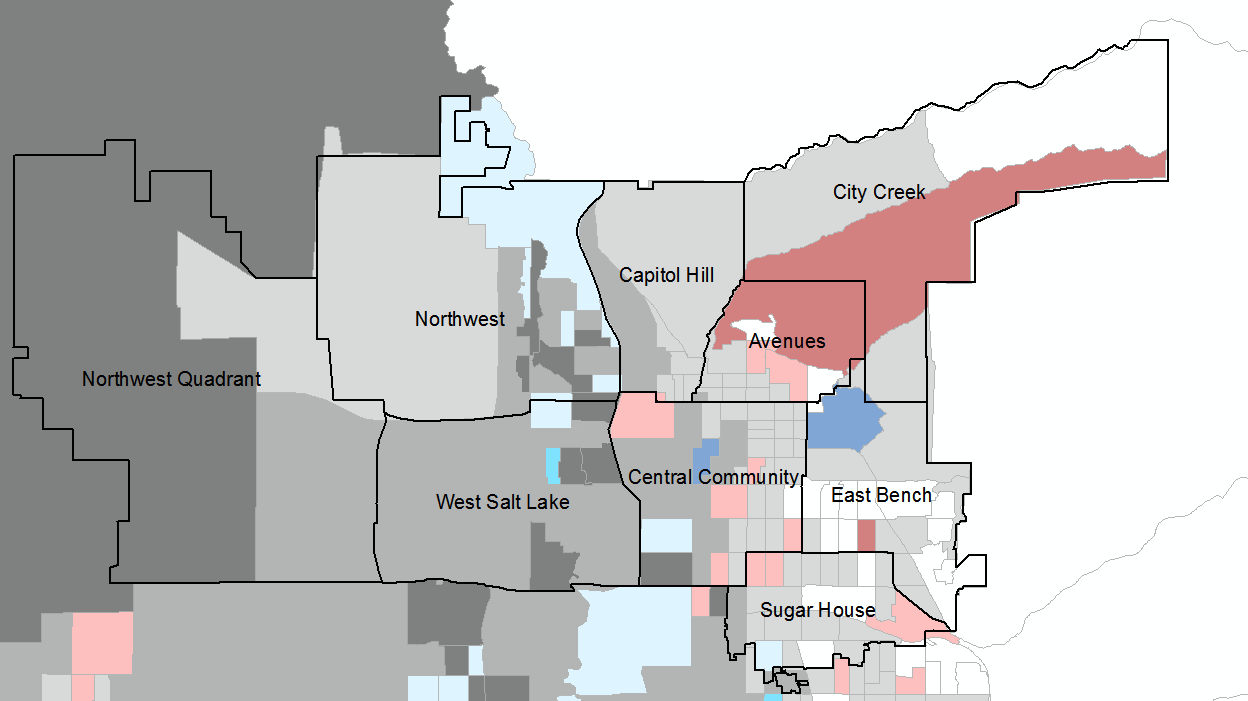 City Creek
Capitol Hill
Northwest
Avenues
Northwest Quadrant
Central Community
East Bench
West Salt Lake
Sugar House